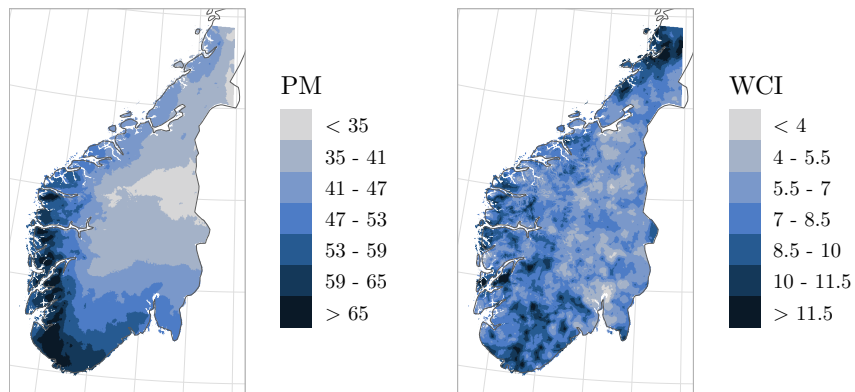 PM
< 35
35 - 41
41 - 47
47 - 53
53 - 59
59 - 65
> 65
WCI
< 4
4 - 5.5
5.5 - 7
7 - 8.5
8.5 - 10
10 - 11.5
> 11.5